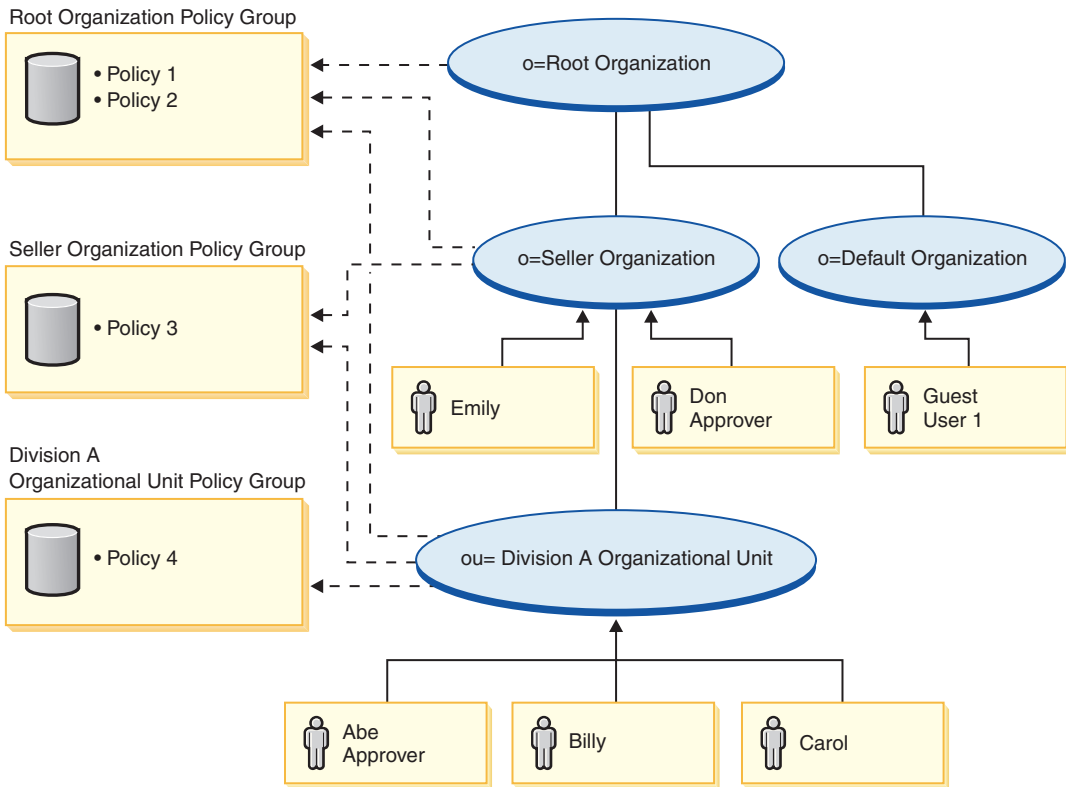 Root Organization Policy Group
• Policy 1
• Policy 2
o=Root Organization
Seller Organization Policy Group
• Policy 3
o=Seller Organization
o=Default Organization
Emily
Don
Approver
Guest
User 1
Division A
Organizational Unit Policy Group
• Policy 4
ou= Division A Organizational Unit
Abe
Approver
Billy
Carol